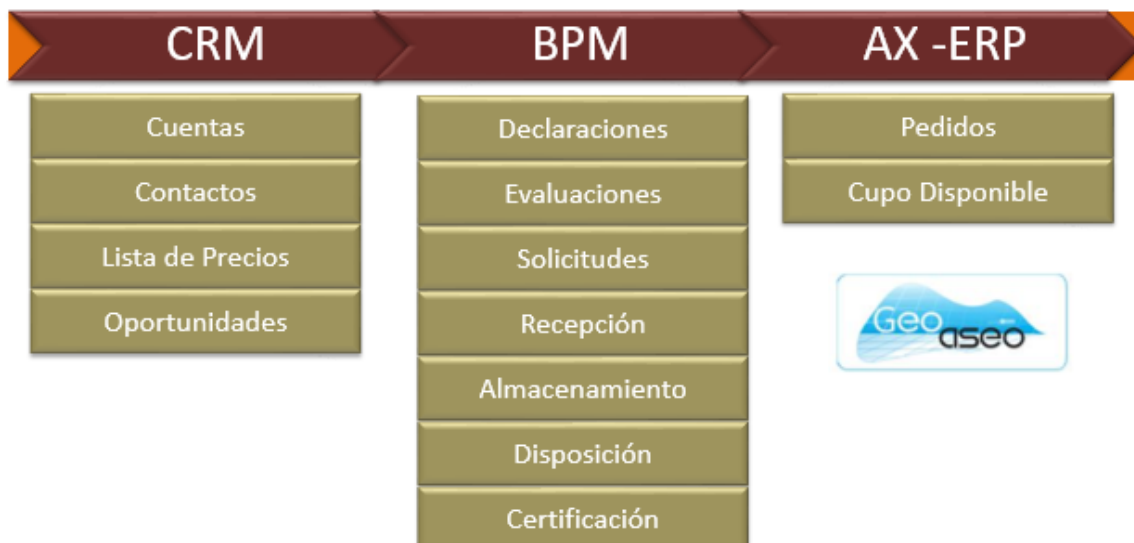 CRM
BPM
AX -ERP
Cuentas
Contactos
Lista de Precios
Oportunidades
Declaraciones
Evaluaciones
Solicitudes
Recepción
Almacenamiento
Disposición
Certificación
Pedidos
Cupo Disponible
Geo
aseo